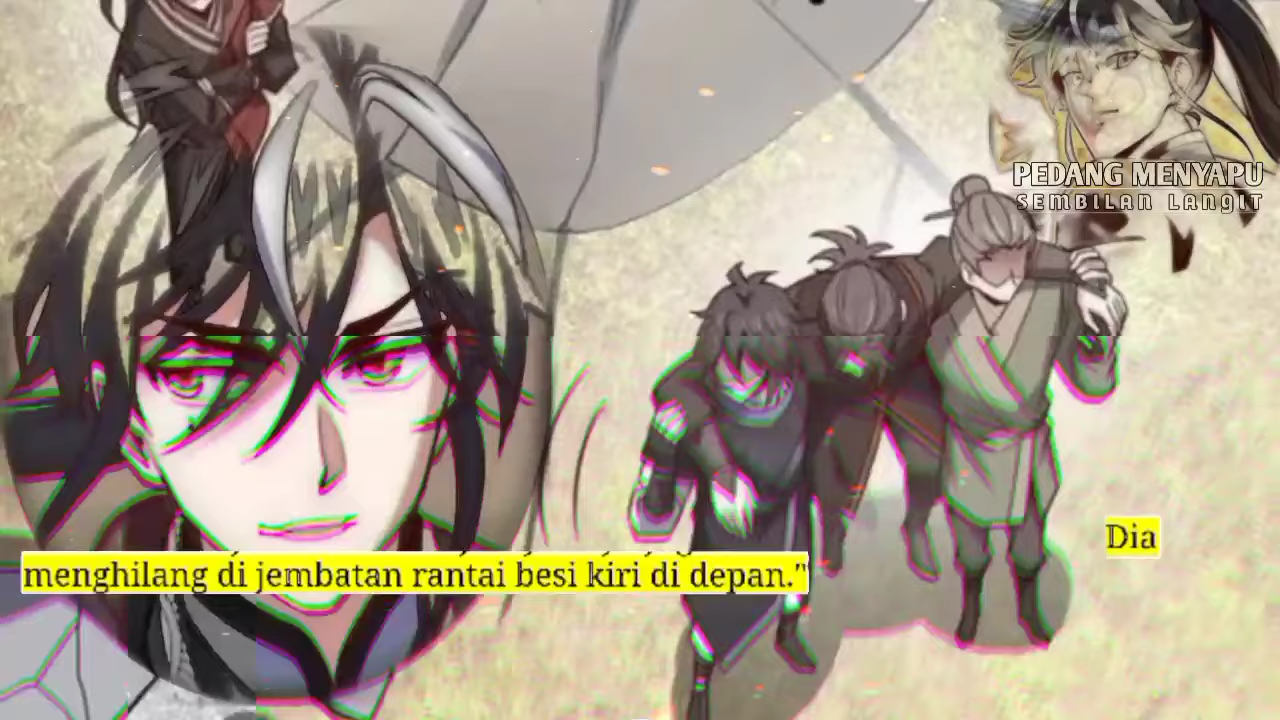 PEDANG MENYAPU
SEMBILAN LANGIT
Dia
menghilang di jembatan rantai besi kiri di depan."